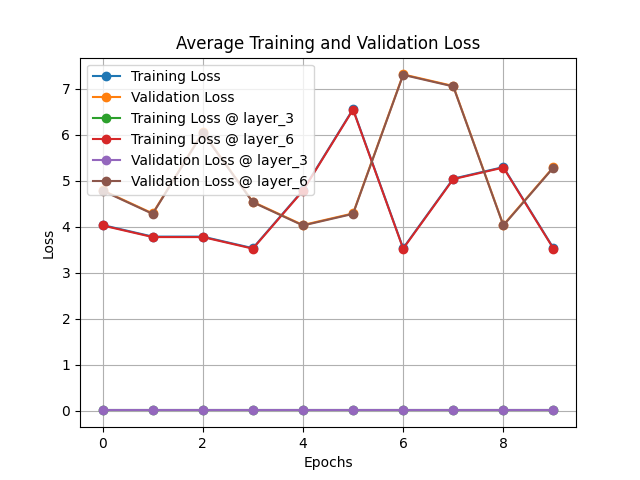 Average Training and Validation Loss
Training Loss
Validation Loss
Training Loss @ layer_3
Training Loss @ layer_6
Validation Loss @ layer_3
Validation Loss @ layer_6
7
6
5
4
3
2
1
0
Loss
0 2 4 6 8
Epochs